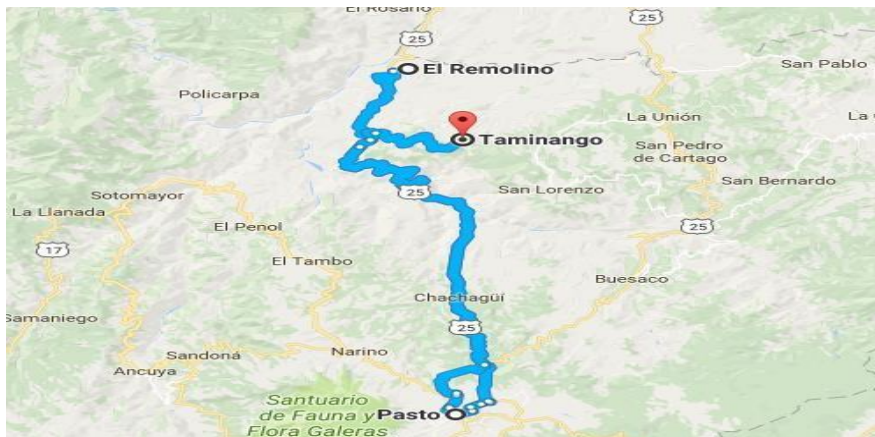 El Rosario
25
El Remolino
San Pablo
Policarpa
La Unión
Taminango
San Pedro
de Cartago
San Bernardo
Sotomayor
San Lorenzo
25
La Llanada
El Penol
25
17
El Tambo
Buesaco
Chachagüí
Samaniego
25
Sandoná
Narino
Ancuya
Santuario
de Fauna y
Flora Galeras
Pasto